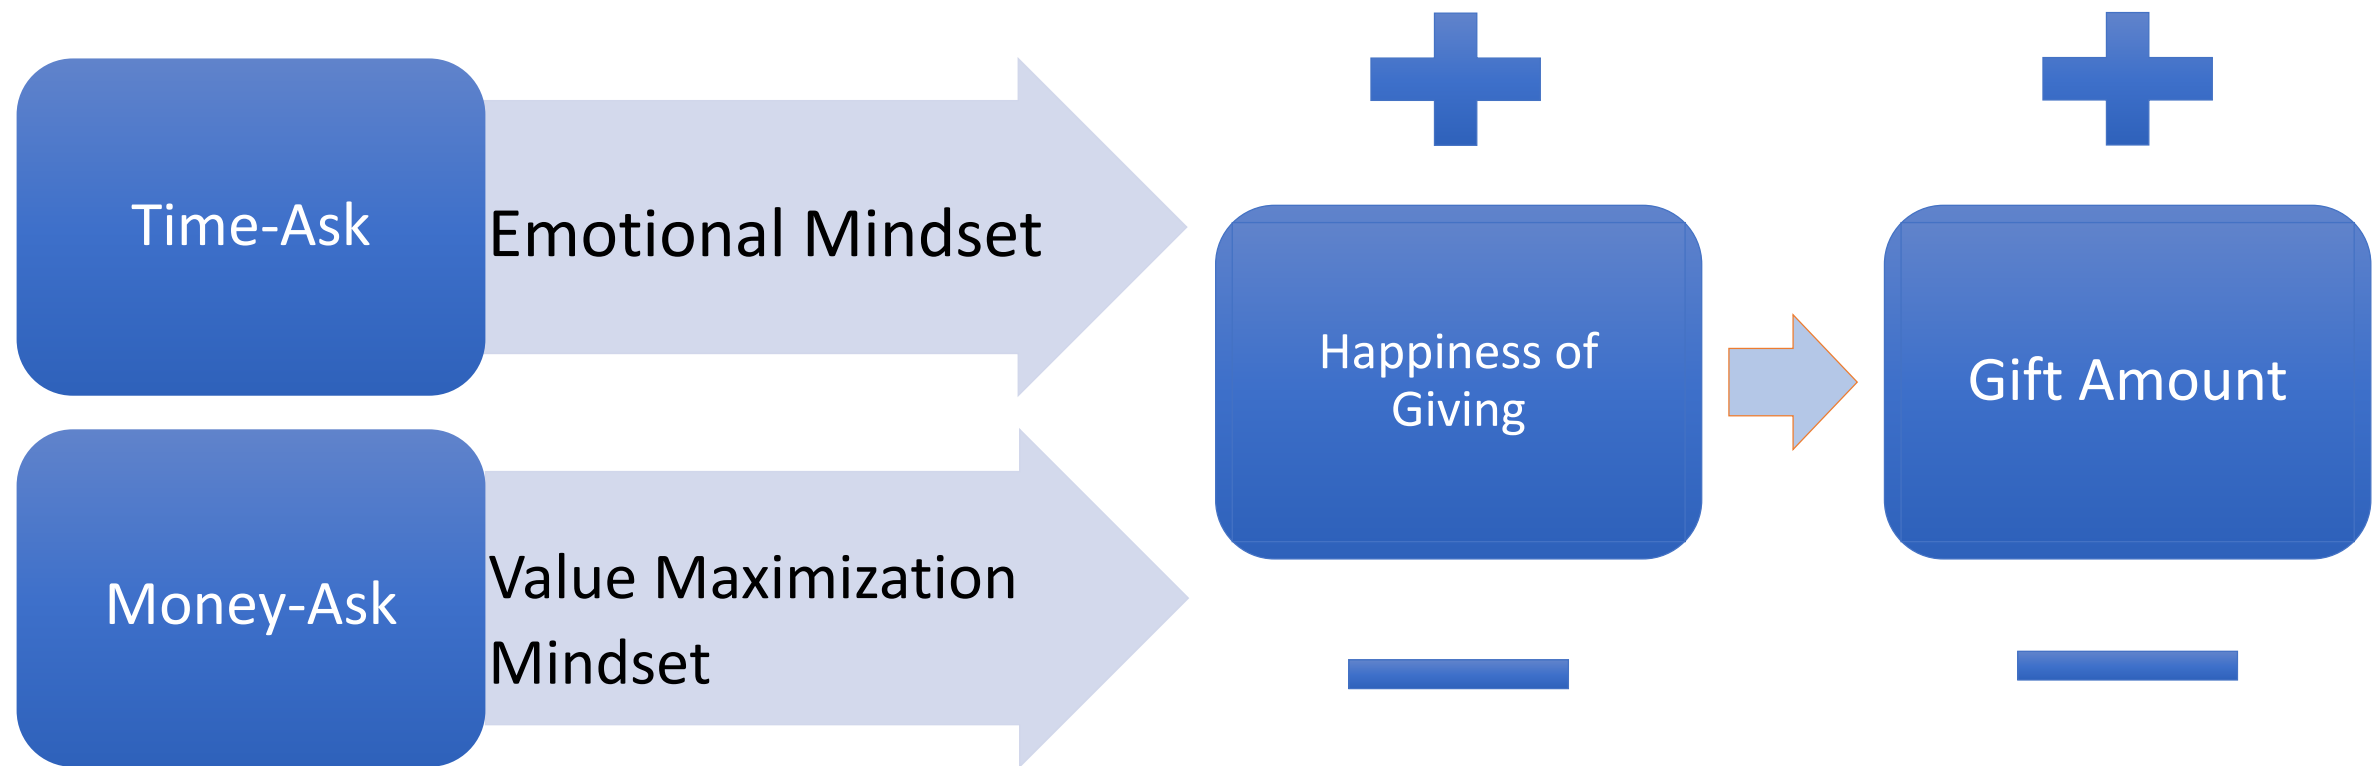 Time-Ask
Emotional Mindset
Money-Ask
Value Maximization
Mindset
Happiness of
Giving
Gift Amount